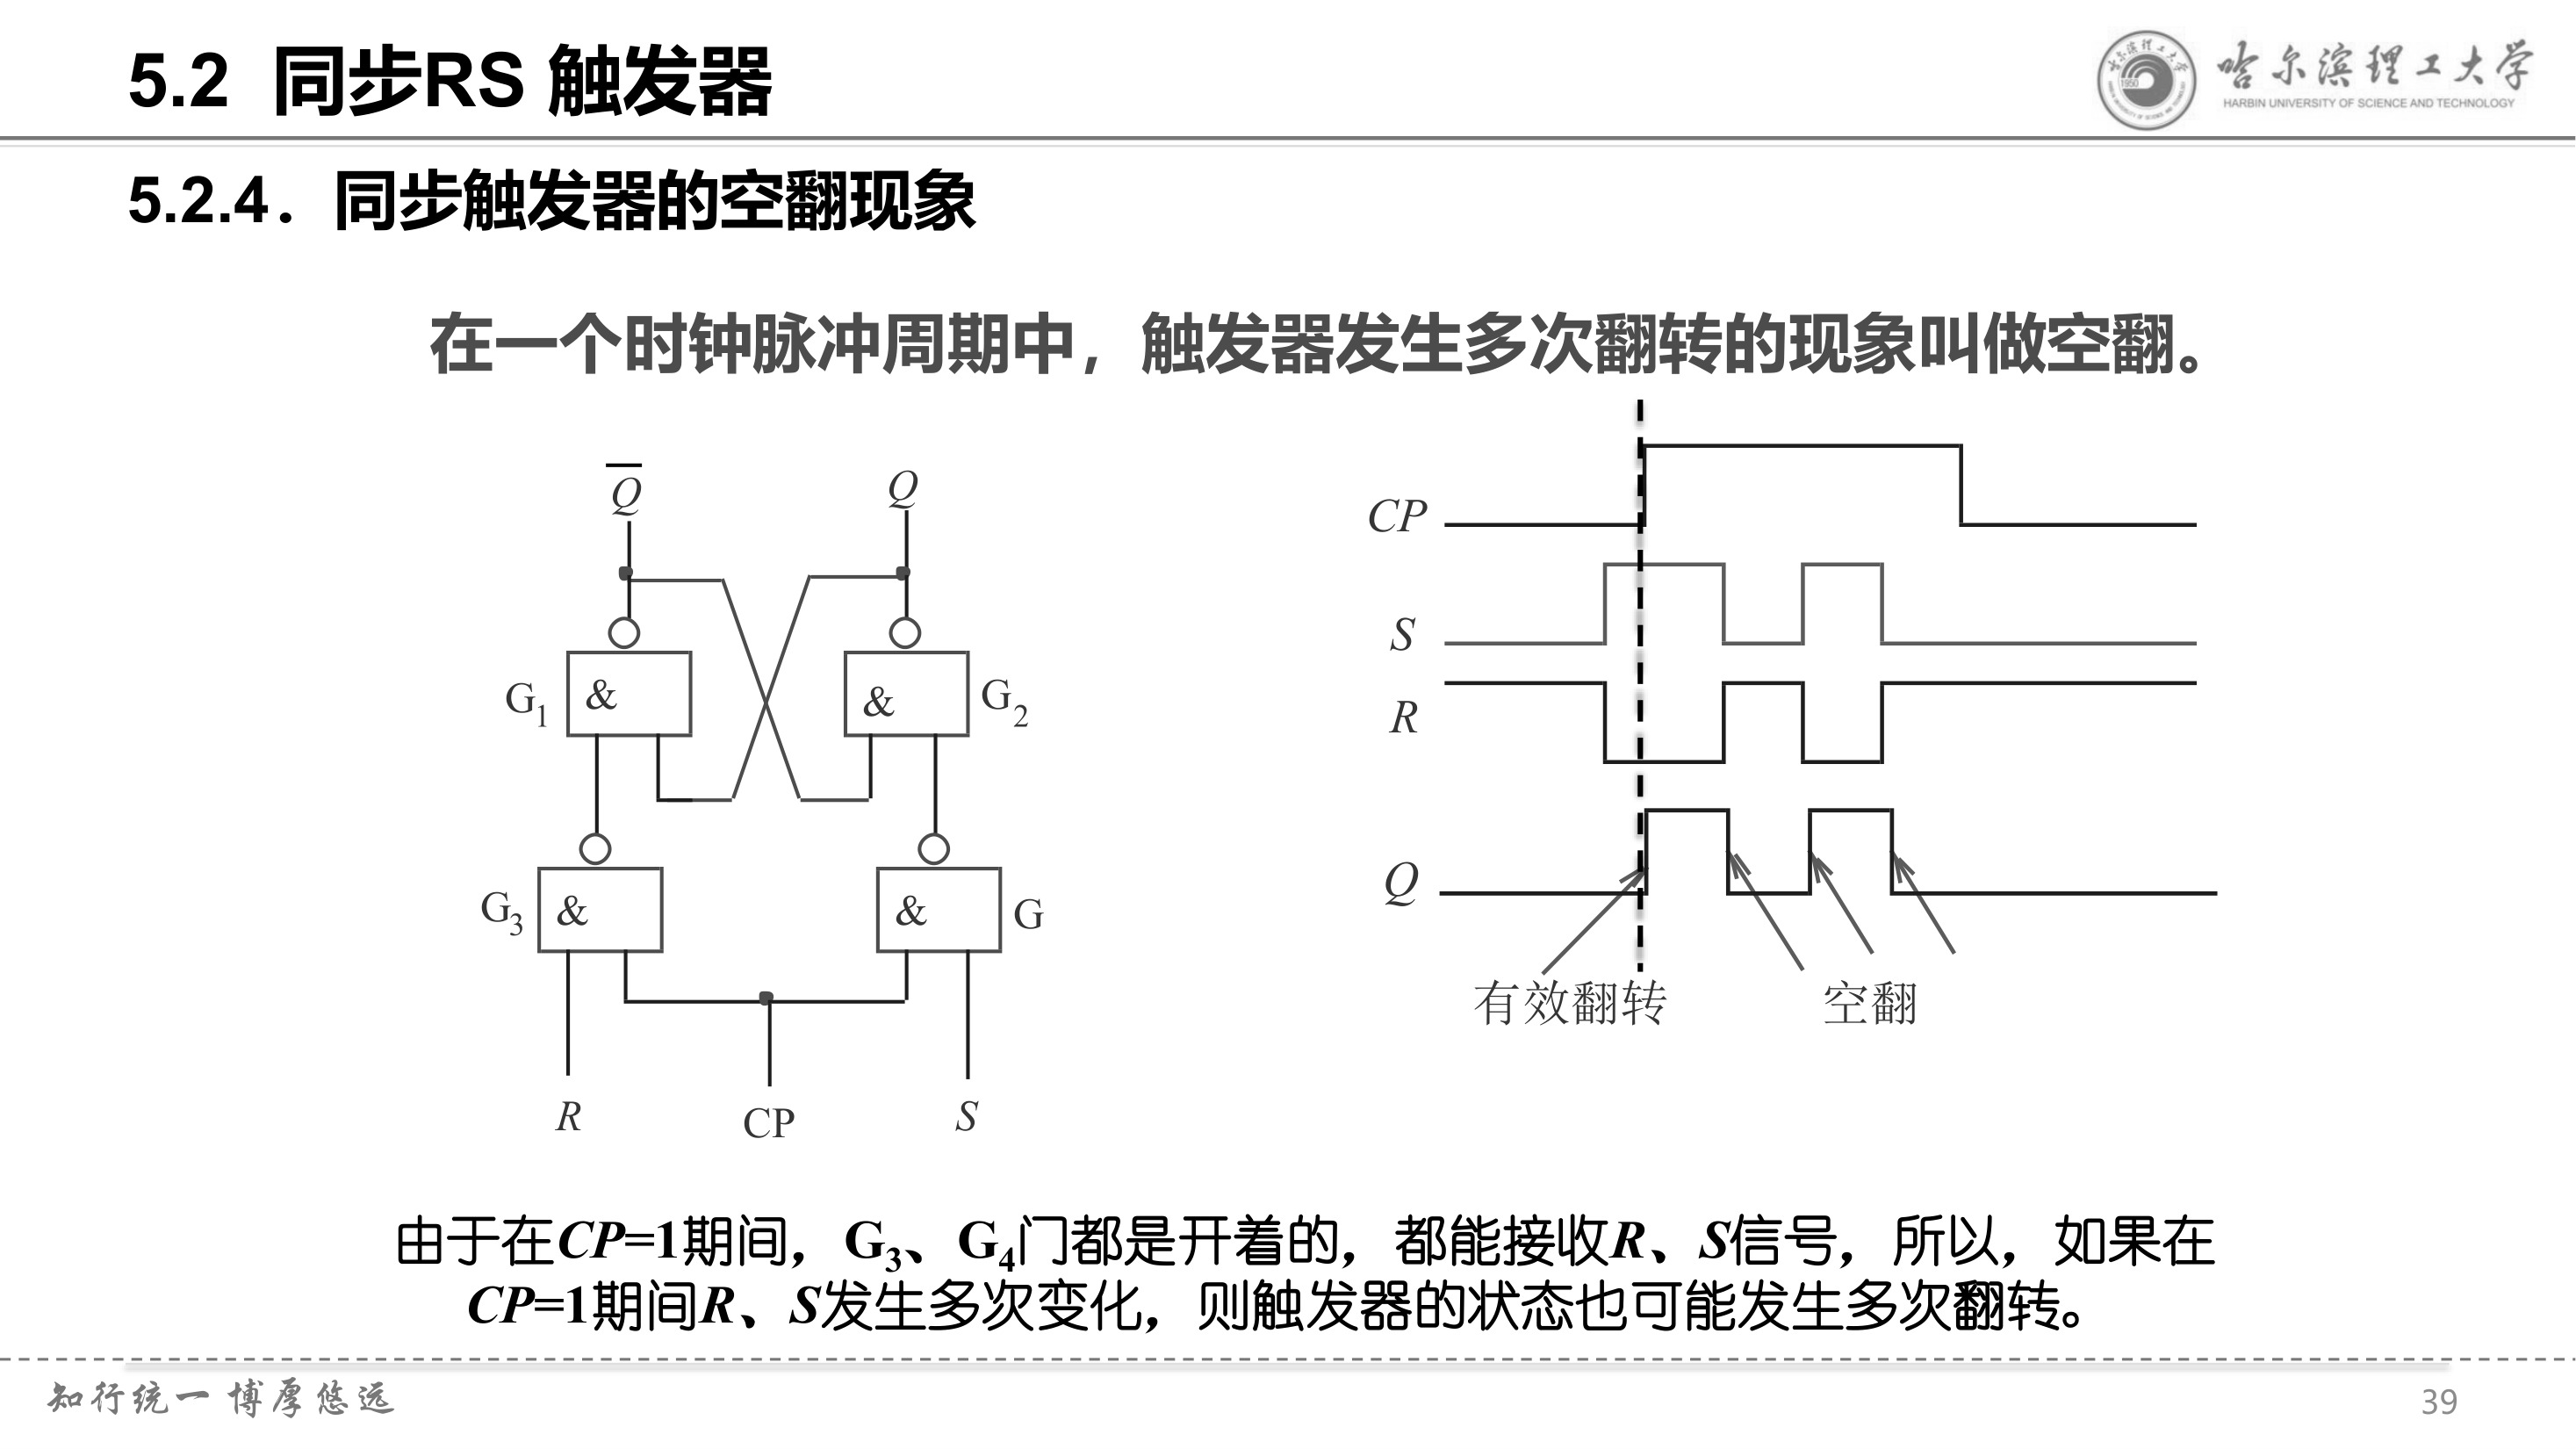 5.2 同步RS 触发器
哈尔滨理工大学
HARBIN UNIVERSITY OF SCIENCE AND TECHNOLOGY
1950
5.2.4．同步触发器的空翻现象
在一个时钟脉冲周期中，触发器发生多次翻转的现象叫做空翻。
Q̅ Q
G₁ & & G₂
G₃ & & G
R CP S
CP
S
R
Q
有效翻转 空翻
由于在CP=1期间，G₃、G₄门都是开着的，都能接收R、S信号，所以，如果在
CP=1期间R、S发生多次变化，则触发器的状态也可能发生多次翻转。
知行统一 博厚悠远
39